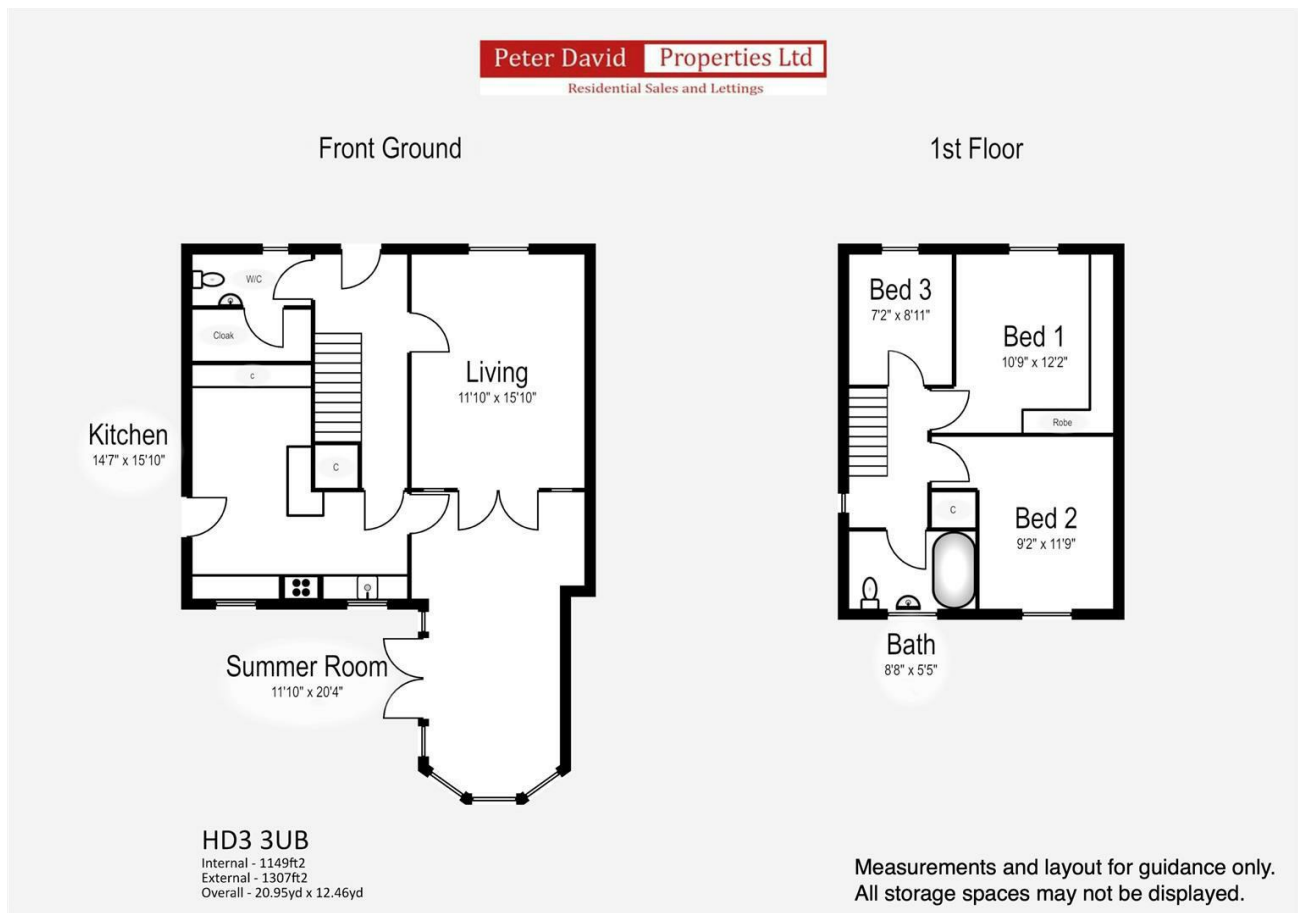 Peter David Properties Ltd
Residential Sales and Lettings
Front Ground
1st Floor
W/C
Cloak
c
Kitchen
14'7" x 15'10"
C
Living
11'10" x 15'10"
Summer Room
11'10" x 20'4"
Bed 3
7'2" x 8'11"
Bed 1
10'9" x 12'2"
Robe
C
Bed 2
9'2" x 11'9"
Bath
8'8" x 5'5"
HD3 3UB
Internal - 1149ft2
External - 1307ft2
Overall - 20.95yd x 12.46yd
Measurements and layout for guidance only.
All storage spaces may not be displayed.